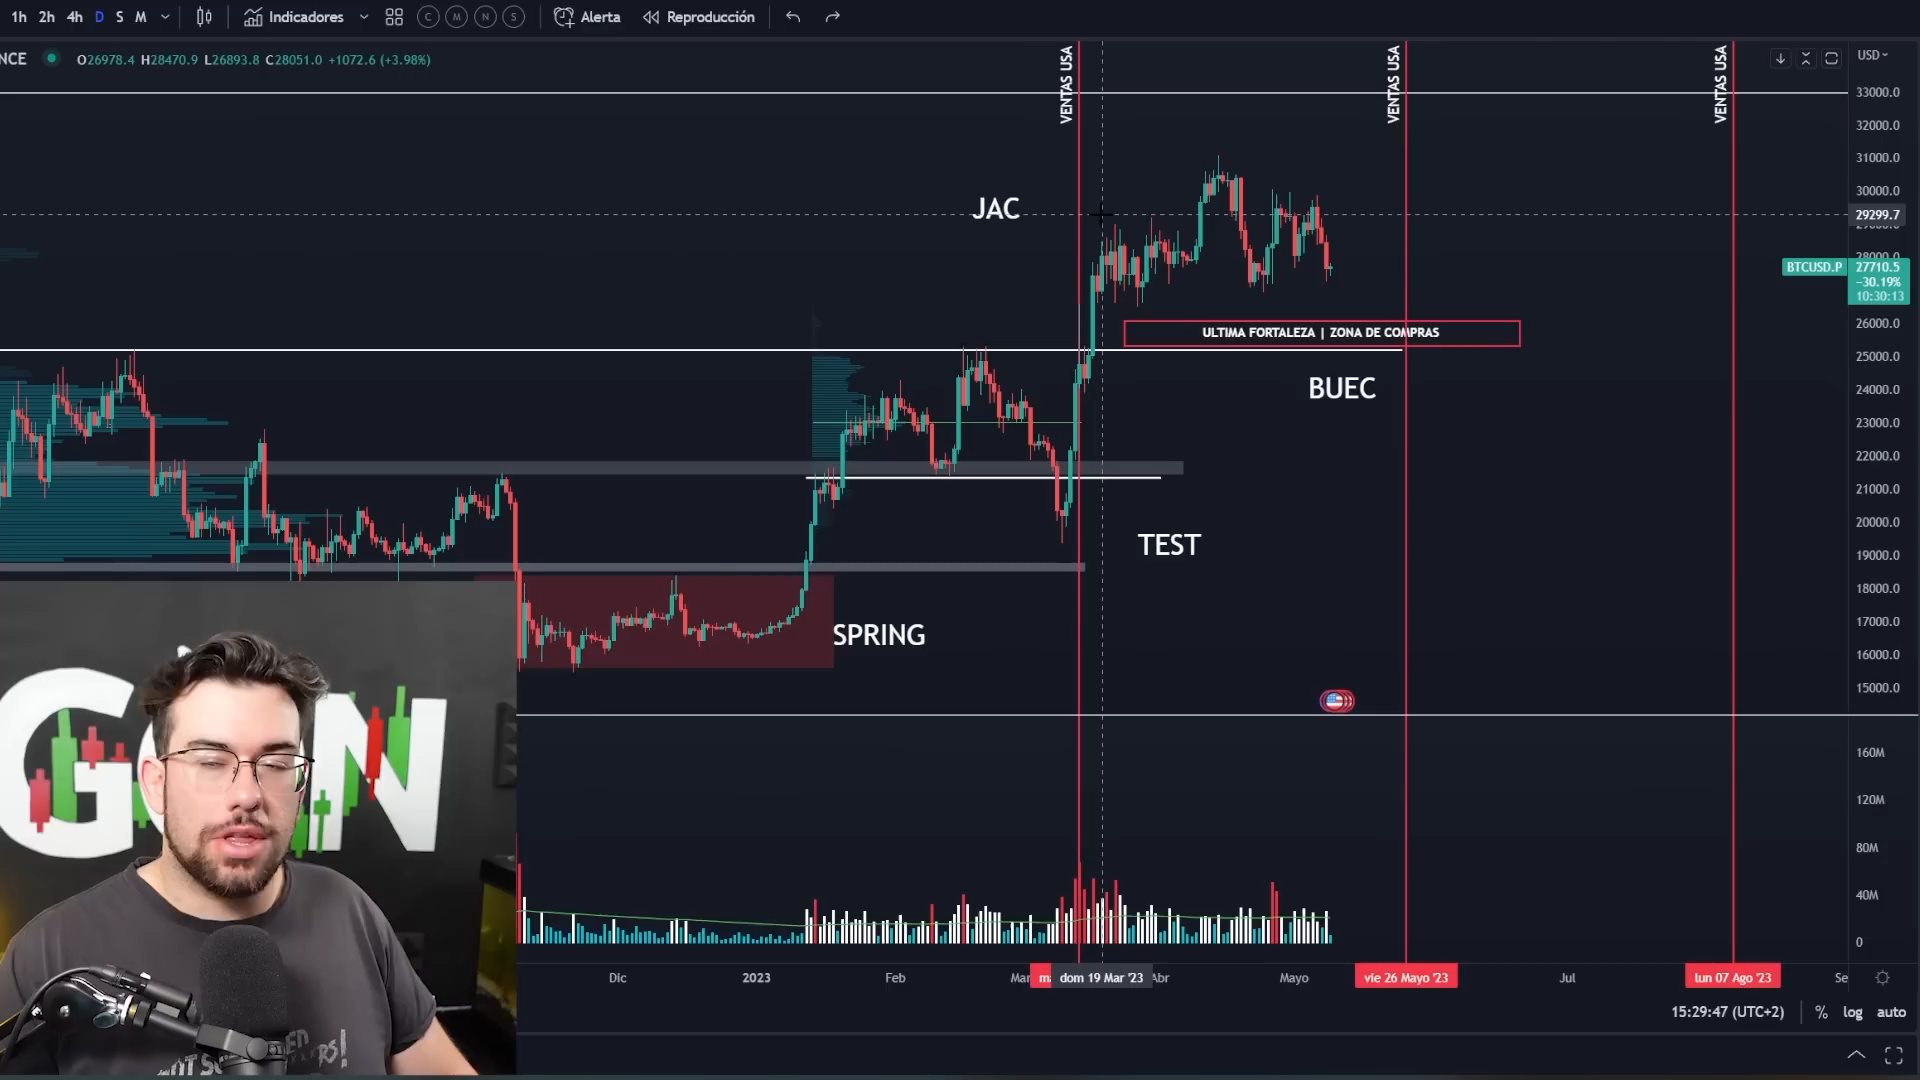 1h 2h 4h D S M Indicadores C M N S Alerta Reproducción
NCE O26978.4 H28470.9 L26893.8 C28051.0 +1072.6 (+3.98%)
USD
VENTAS USA
VENTAS USA
VENTAS USA
33000.0
32000.0
31000.0
30000.0
29299.7
28000.0
BTCUSD.P 27710.5
−30.19%
10:30:13
26000.0
25000.0
24000.0
23000.0
22000.0
21000.0
20000.0
19000.0
18000.0
17000.0
16000.0
15000.0
160M
120M
80M
40M
0
JAC
ULTIMA FORTALEZA | ZONA DE COMPRAS
BUEC
TEST
SPRING
GOIN
Dic 2023 Feb Mar dom 19 Mar '23 Abr Mayo vie 26 Mayo '23 Jul lun 07 Ago '23 Se
15:29:47 (UTC+2) % log auto